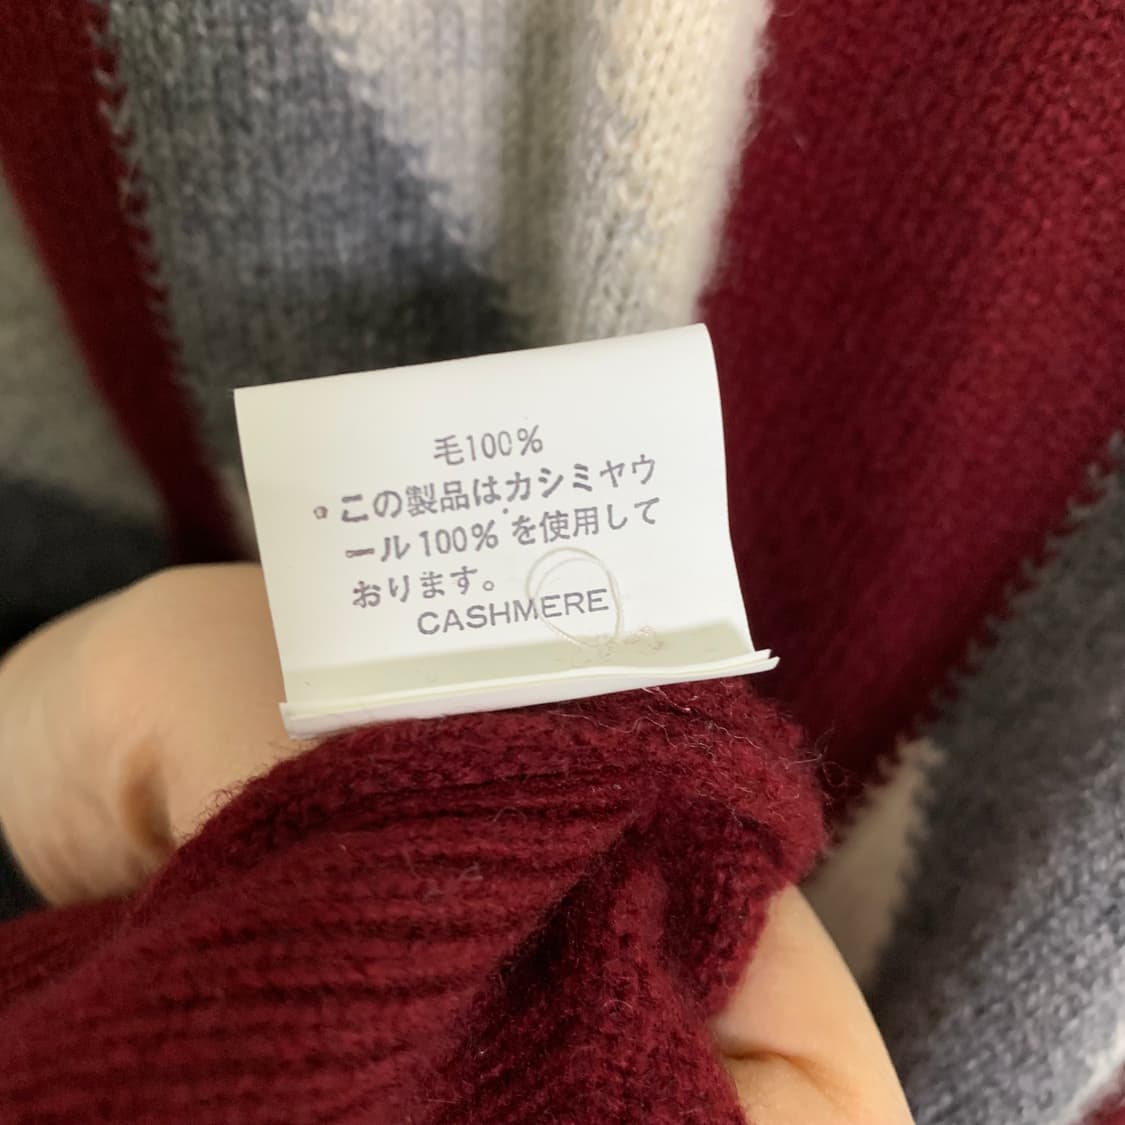 毛100%
。この製品はカシミヤウ
ール100%を使用して
おります。
CASHMERE